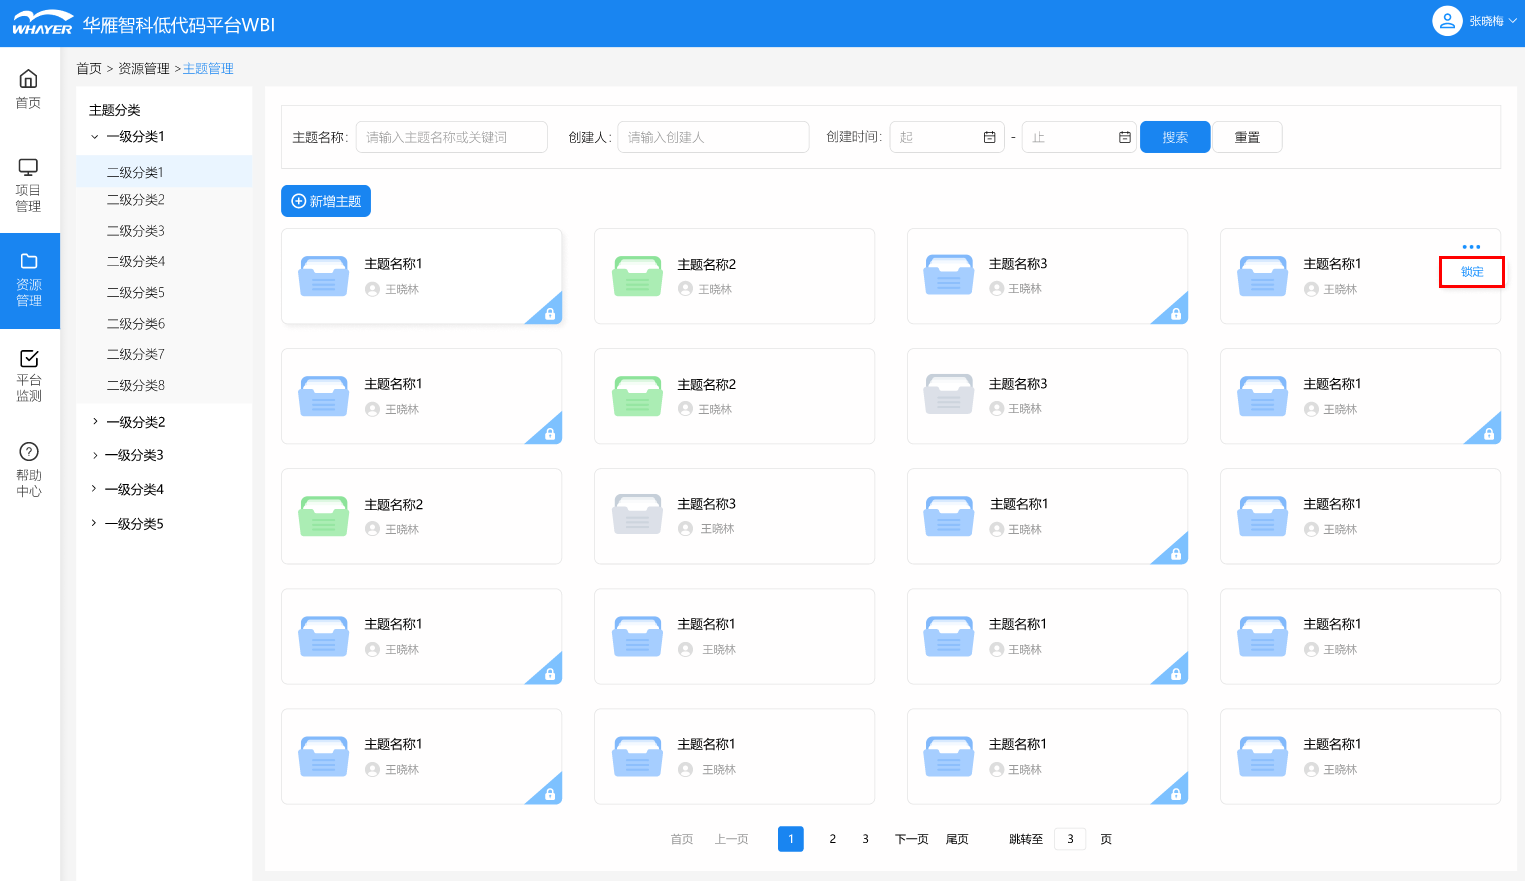 WHAYER 华雁智科低代码平台WBI
张晓梅
首页
项目
管理
资源
管理
平台
监测
帮助
中心
首页 > 资源管理 >主题管理
主题分类
一级分类1
二级分类1
二级分类2
二级分类3
二级分类4
二级分类5
二级分类6
二级分类7
二级分类8
一级分类2
一级分类3
一级分类4
一级分类5
主题名称: 请输入主题名称或关键词 创建人: 请输入创建人 创建时间: 起 - 止 搜索 重置
新增主题
主题名称1
王晓林
主题名称2
王晓林
主题名称3
王晓林
主题名称1
王晓林
锁定
主题名称1
王晓林
主题名称2
王晓林
主题名称3
王晓林
主题名称1
王晓林
主题名称2
王晓林
主题名称3
王晓林
主题名称1
王晓林
主题名称1
王晓林
主题名称1
王晓林
主题名称1
王晓林
主题名称1
王晓林
主题名称1
王晓林
主题名称1
王晓林
主题名称1
王晓林
主题名称1
王晓林
主题名称1
王晓林
首页 上一页 1 2 3 下一页 尾页 跳转至 3 页